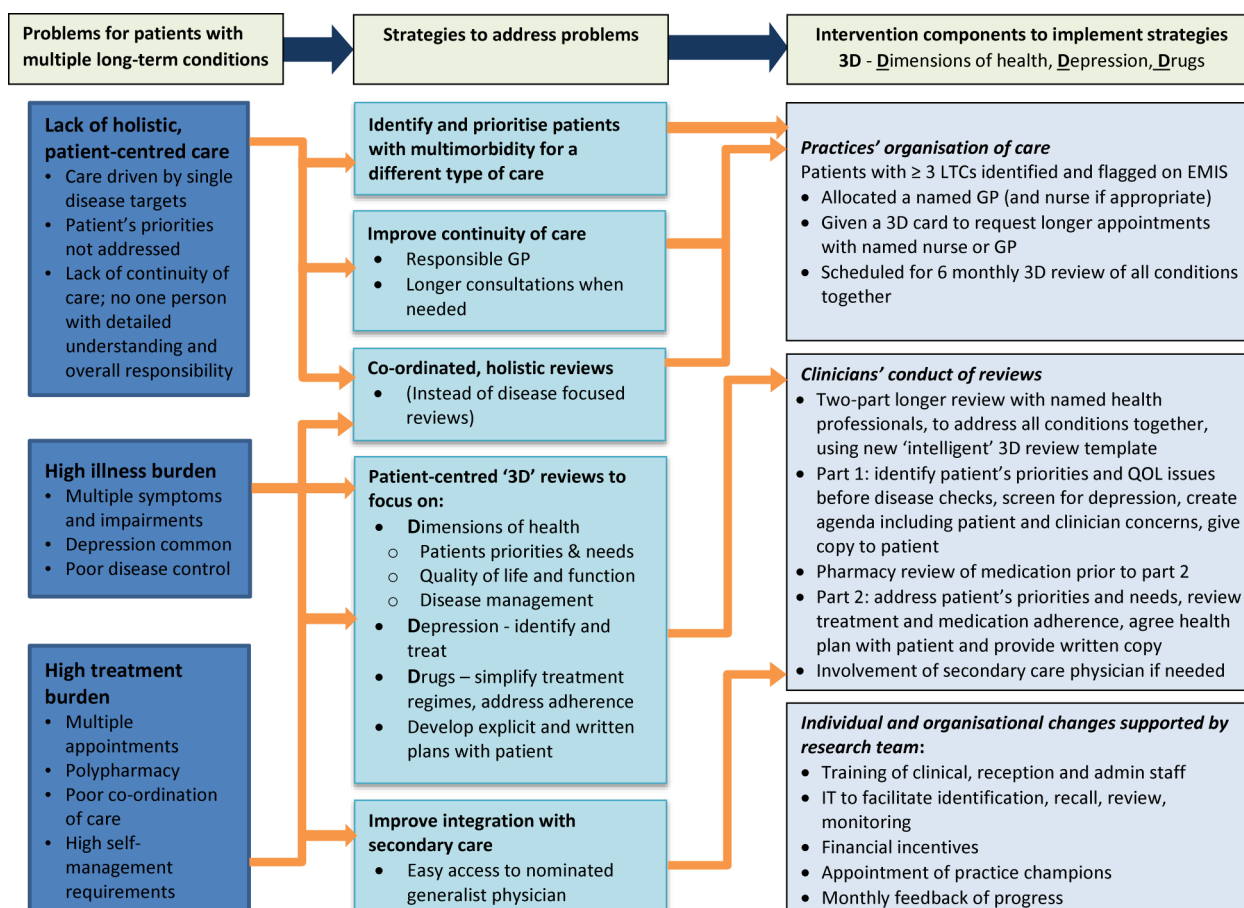 Problems for patients with
multiple long-term conditions
Strategies to address problems
Intervention components to implement strategies
3D - Dimensions of health, Depression, Drugs
Lack of holistic,
patient-centred care
• Care driven by single
disease targets
• Patient's priorities
not addressed
• Lack of continuity of
care; no one person
with detailed
understanding and
overall responsibility
High illness burden
• Multiple symptoms
and impairments
• Depression common
• Poor disease control
High treatment
burden
• Multiple
appointments
• Polypharmacy
• Poor co-ordination
of care
• High self-
management
requirements
Identify and prioritise patients
with multimorbidity for a
different type of care
Improve continuity of care
• Responsible GP
• Longer consultations when
needed
Co-ordinated, holistic reviews
• (Instead of disease focused
reviews)
Patient-centred '3D' reviews to
focus on:
• Dimensions of health
o Patients priorities & needs
o Quality of life and function
o Disease management
• Depression - identify and
treat
• Drugs – simplify treatment
regimes, address adherence
• Develop explicit and written
plans with patient
Improve integration with
secondary care
• Easy access to nominated
generalist physician
Practices' organisation of care
Patients with ≥ 3 LTCs identified and flagged on EMIS
• Allocated a named GP (and nurse if appropriate)
• Given a 3D card to request longer appointments
with named nurse or GP
• Scheduled for 6 monthly 3D review of all conditions
together
Clinicians' conduct of reviews
• Two-part longer review with named health
professionals, to address all conditions together,
using new 'intelligent' 3D review template
• Part 1: identify patient's priorities and QOL issues
before disease checks, screen for depression, create
agenda including patient and clinician concerns, give
copy to patient
• Pharmacy review of medication prior to part 2
• Part 2: address patient's priorities and needs, review
treatment and medication adherence, agree health
plan with patient and provide written copy
• Involvement of secondary care physician if needed
Individual and organisational changes supported by
research team:
• Training of clinical, reception and admin staff
• IT to facilitate identification, recall, review,
monitoring
• Financial incentives
• Appointment of practice champions
• Monthly feedback of progress